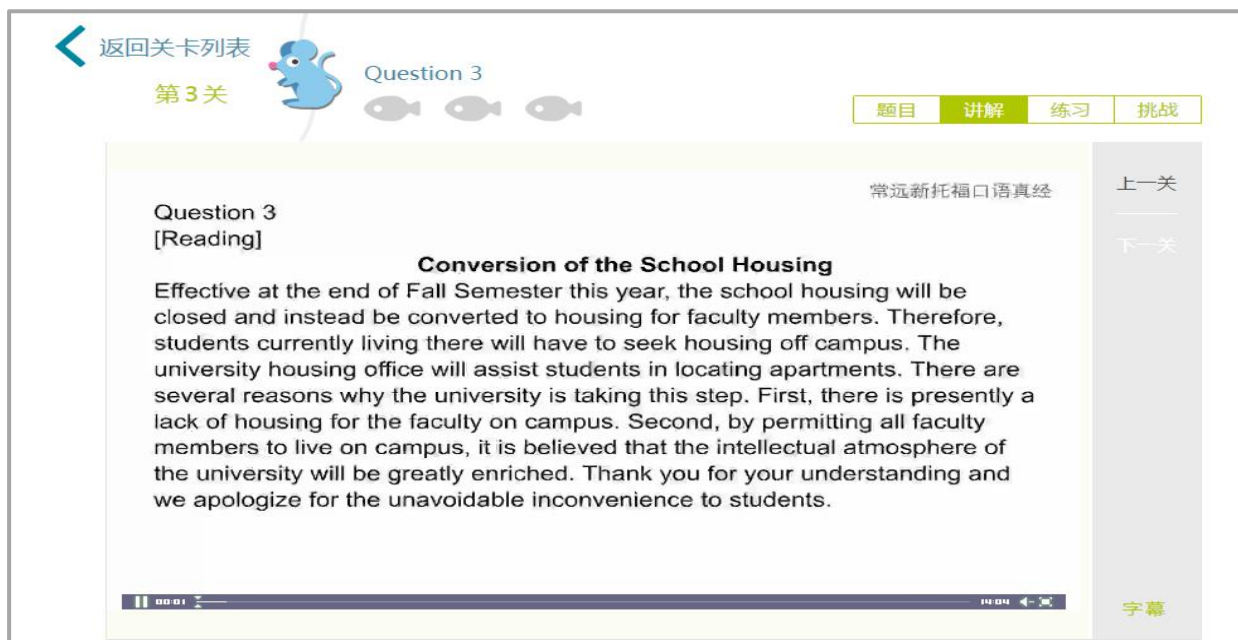 返回关卡列表
第3关
Question 3
题目 讲解 练习 挑战
上一关
下一关
常远新托福口语真经
Question 3
[Reading]
Conversion of the School Housing
Effective at the end of Fall Semester this year, the school housing will be
closed and instead be converted to housing for faculty members. Therefore,
students currently living there will have to seek housing off campus. The
university housing office will assist students in locating apartments. There are
several reasons why the university is taking this step. First, there is presently a
lack of housing for the faculty on campus. Second, by permitting all faculty
members to live on campus, it is believed that the intellectual atmosphere of
the university will be greatly enriched. Thank you for your understanding and
we apologize for the unavoidable inconvenience to students.
00:01
14:04
字幕